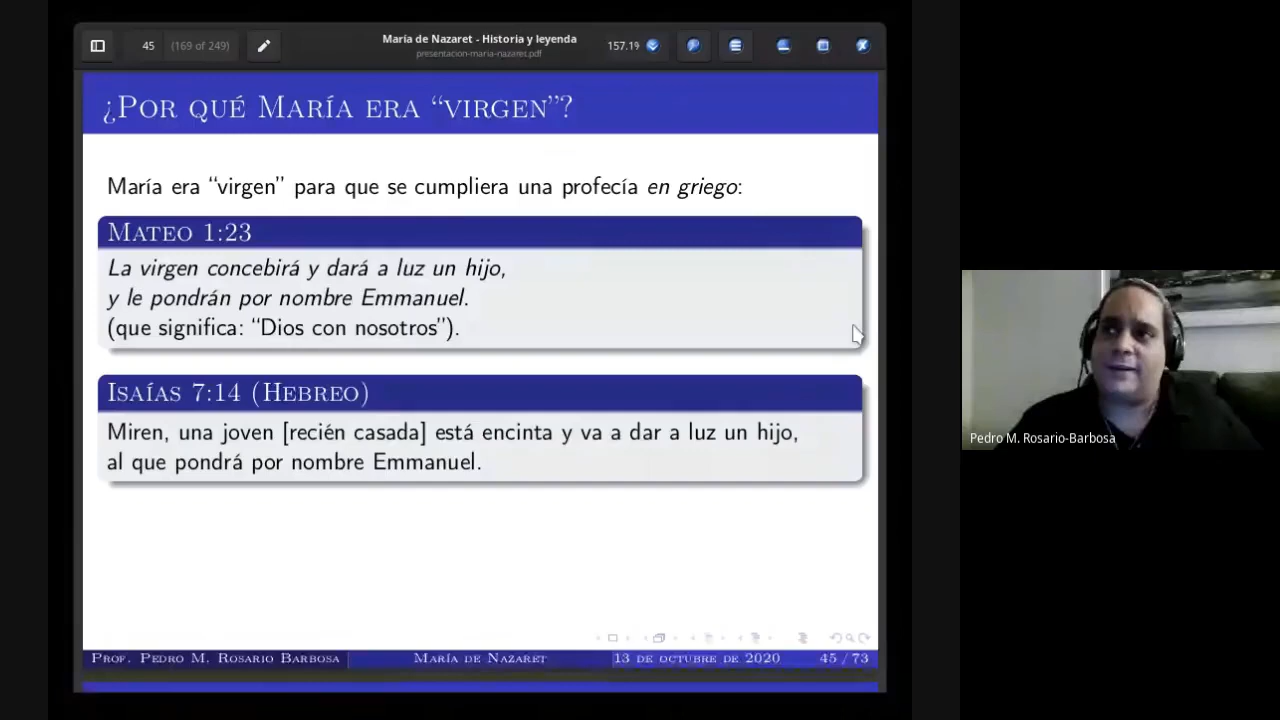 45 (169 of 249)
María de Nazaret - Historia y leyenda
presentacion-maria-nazaret.pdf
157.19
¿Por qué María era “virgen”?
María era “virgen” para que se cumpliera una profecía en griego:
Mateo 1:23
La virgen concebirá y dará a luz un hijo,
y le pondrán por nombre Emmanuel.
(que significa: “Dios con nosotros”).
Isaías 7:14 (Hebreo)
Miren, una joven [recién casada] está encinta y va a dar a luz un hijo,
al que pondrá por nombre Emmanuel.
Prof. Pedro M. Rosario Barbosa María de Nazaret 13 de octubre de 2020 45 / 73
Pedro M. Rosario-Barbosa